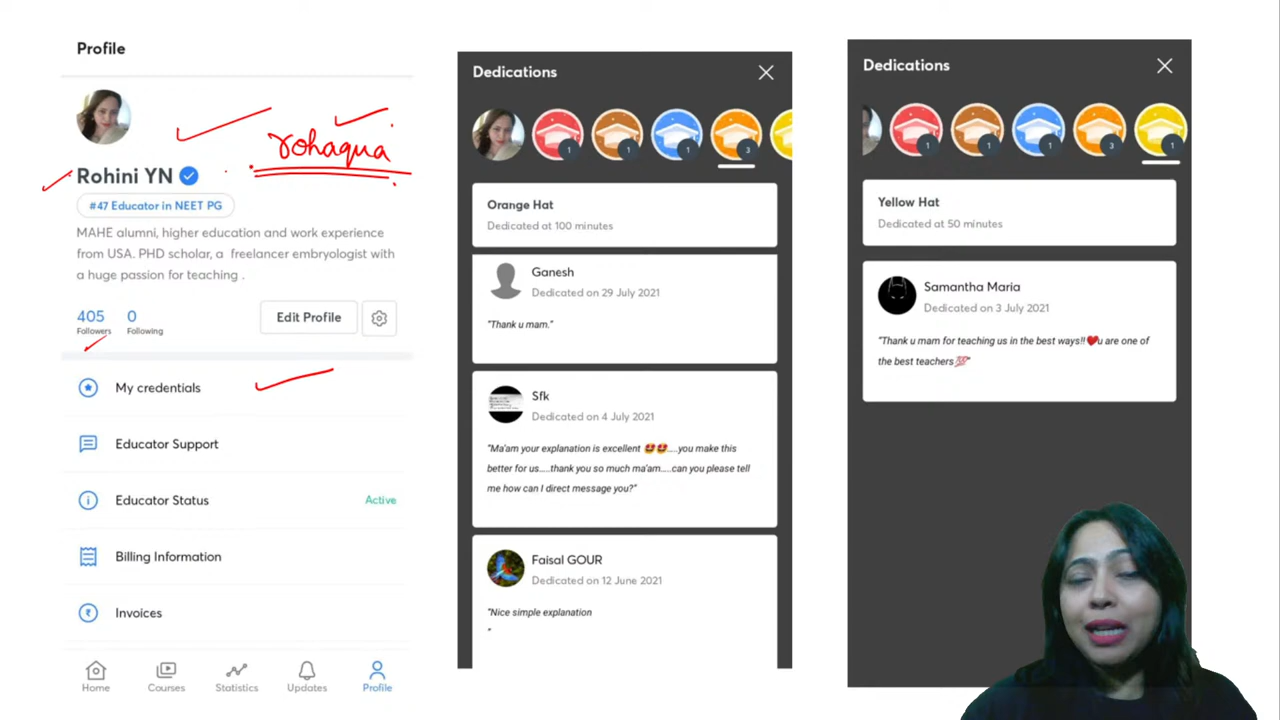 Profile
rohaqua
Rohini YN
#47 Educator in NEET PG
MAHE alumni, higher education and work experience
from USA. PHD scholar, a freelancer embryologist with
a huge passion for teaching .
405
Followers
0
Following
Edit Profile
My credentials
Educator Support
Educator Status
Active
Billing Information
Invoices
Home
Courses
Statistics
Updates
Profile
Dedications
1
1
1
3
Orange Hat
Dedicated at 100 minutes
Ganesh
Dedicated on 29 July 2021
"Thank u mam."
Sfk
Dedicated on 4 July 2021
"Ma'am your explanation is excellent 🤩🤩....you make this
better for us.....thank you so much ma'am.....can you please tell
me how can I direct message you?"
Faisal GOUR
Dedicated on 12 June 2021
"Nice simple explanation
"
Dedications
1
1
1
3
1
Yellow Hat
Dedicated at 50 minutes
Samantha Maria
Dedicated on 3 July 2021
"Thank u mam for teaching us in the best ways!!❤️u are one of
the best teachers💯"